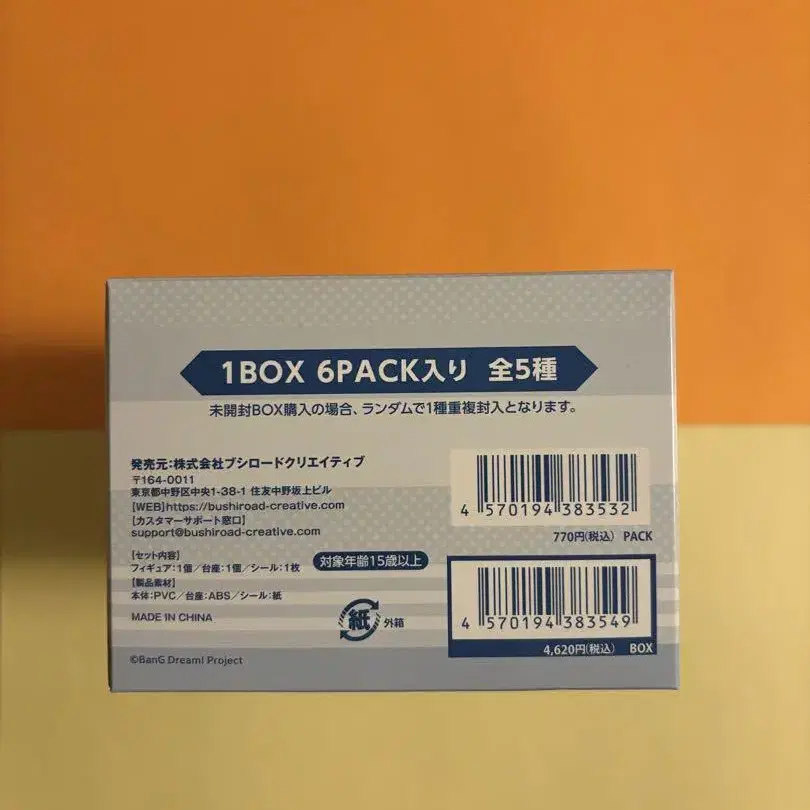 1BOX 6PACK入り 全5種
未開封BOX購入の場合、ランダムで1種重複封入となります。
発売元:株式会社ブシロードクリエイティブ
〒164-0011
東京都中野区中央1-38-1 住友中野坂上ビル
【WEB】https://bushiroad-creative.com
【カスタマーサポート窓口】
support@bushiroad-creative.com
【セット内容】
フィギュア:1個/台座:1個/シール:1枚
対象年齢15歳以上
【製品素材】
本体:PVC/台座:ABS/シール:紙
MADE IN CHINA
紙 外箱
©BanG Dream! Project
4 570194 383532
770円(税込) PACK
4 570194 383549
4,620円(税込) BOX